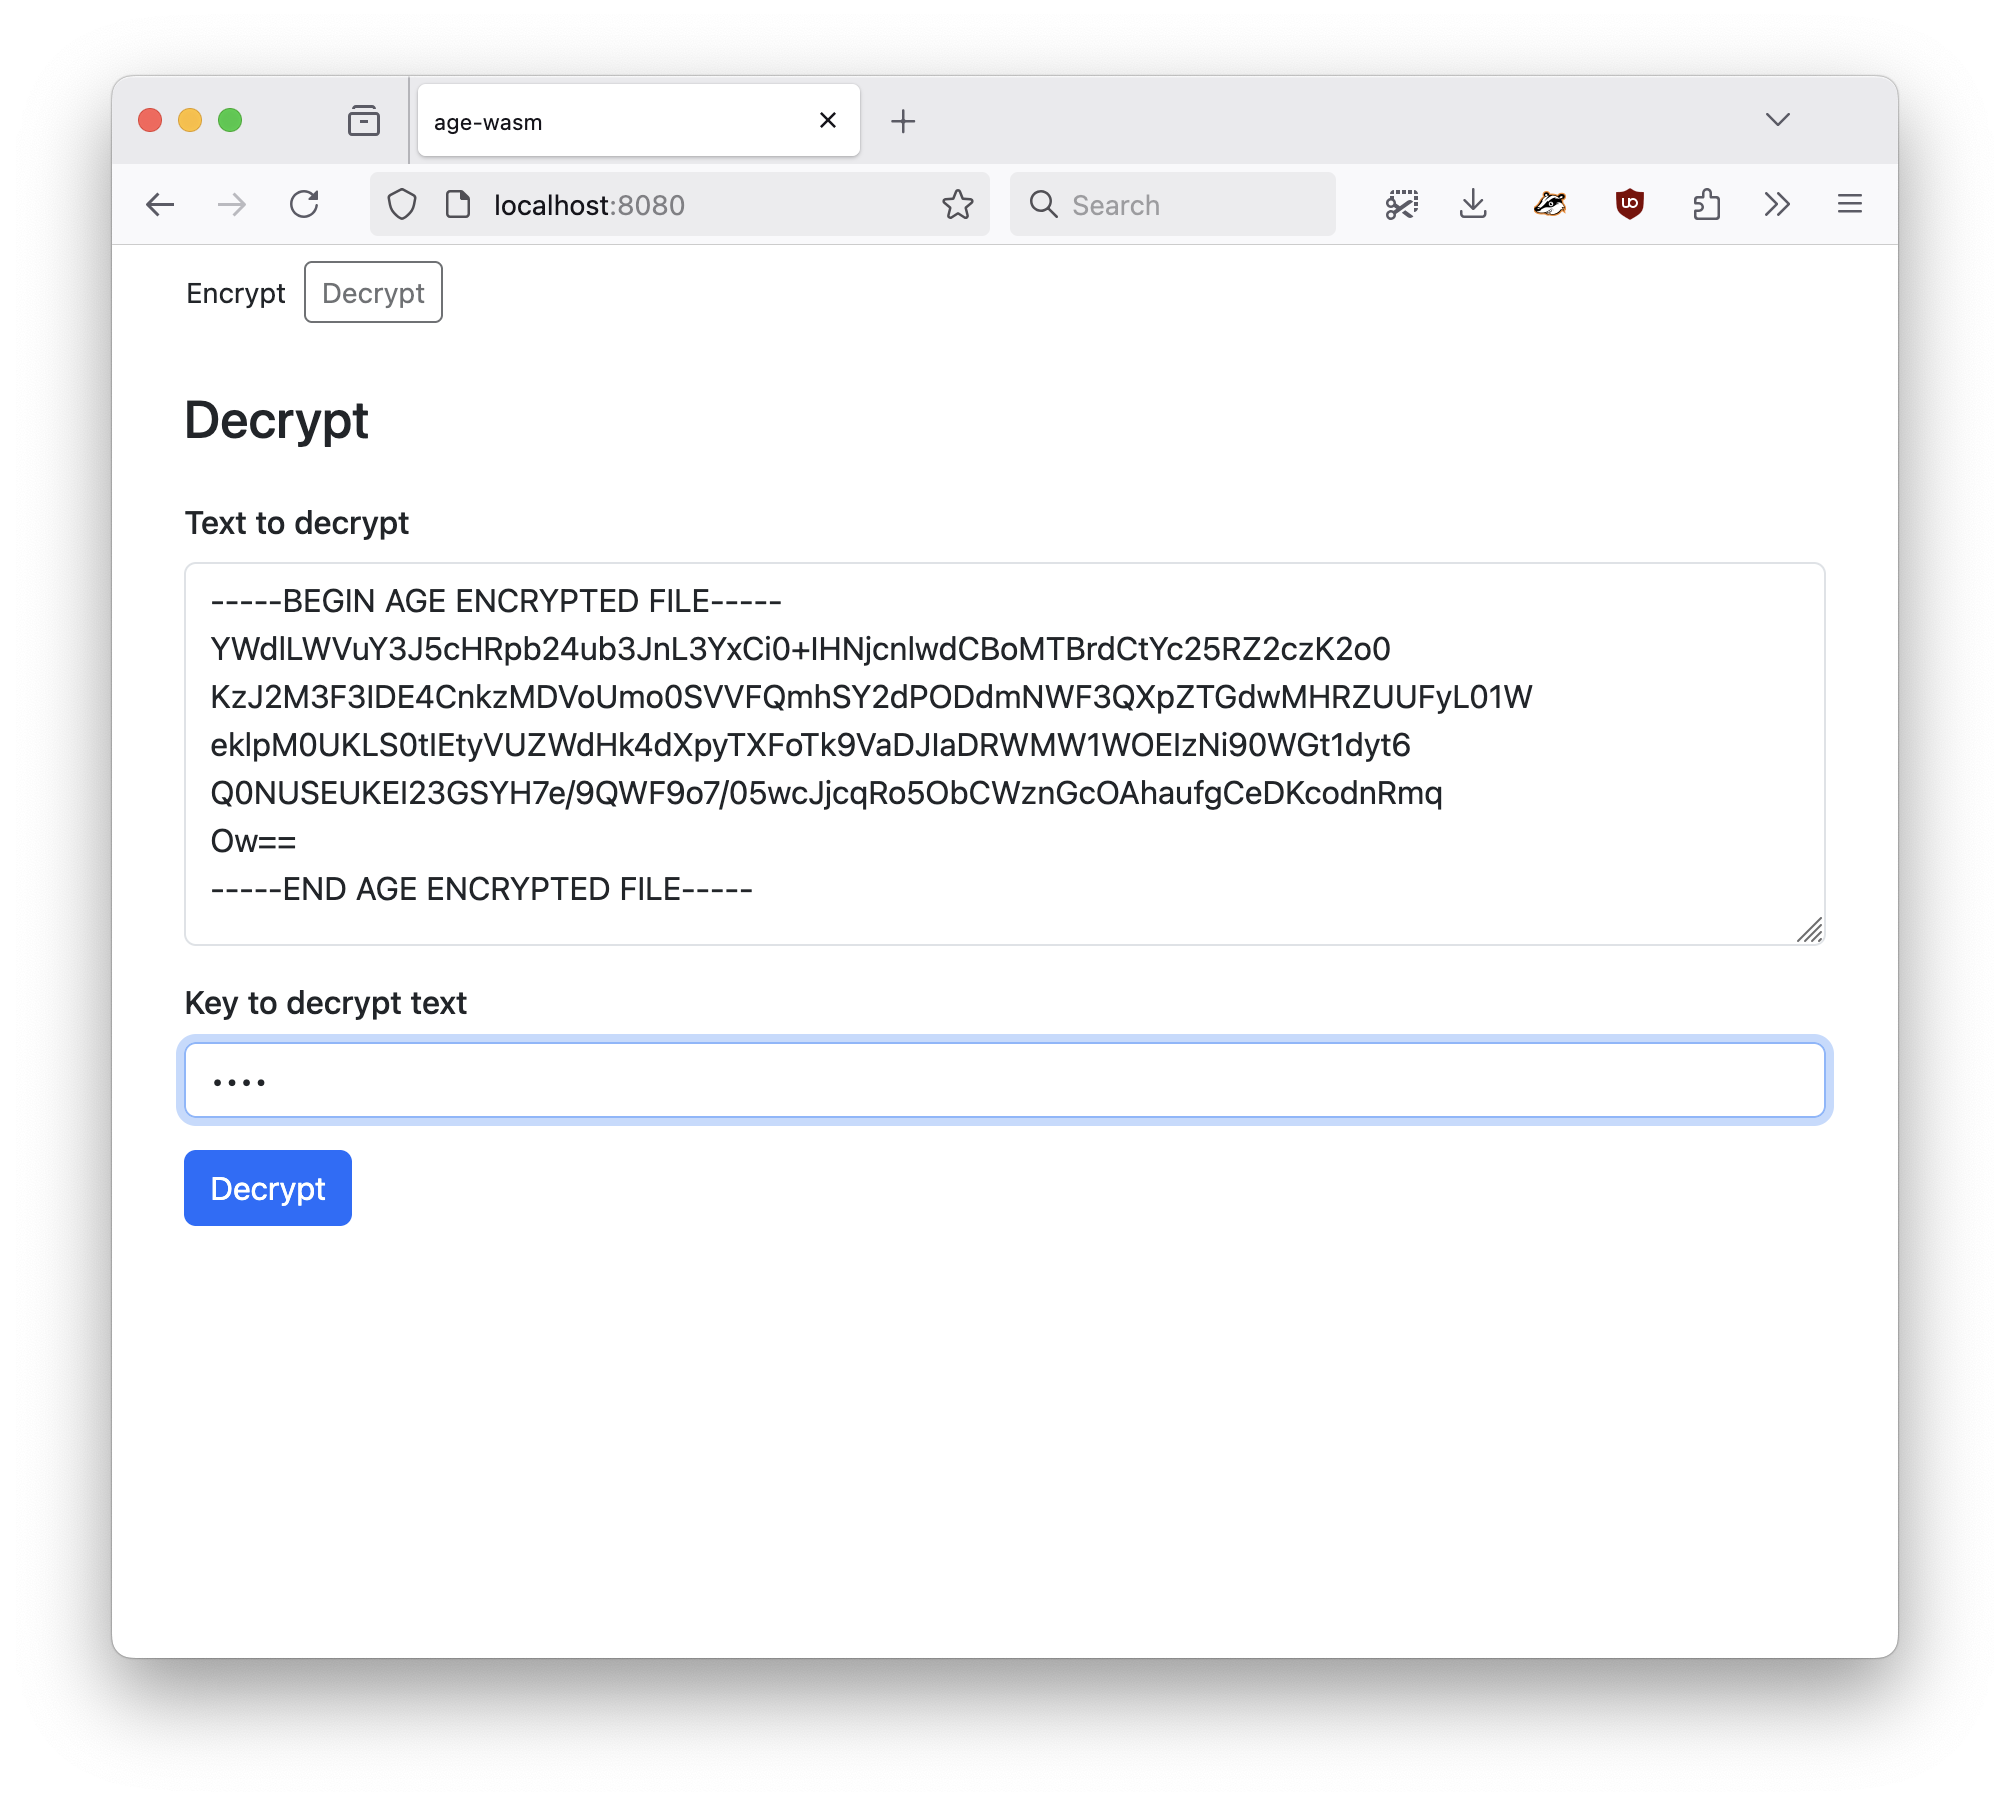 age-wasm
localhost:8080
Search
Encrypt
Decrypt
Decrypt
Text to decrypt
-----BEGIN AGE ENCRYPTED FILE-----
YWdlLWVuY3J5cHRpb24ub3JnL3YxCi0+IHNjcnlwdCBoMTBrdCtYc25RZ2czK2o0
KzJ2M3F3IDE4CnkzMDVoUmo0SVVFQmhSY2dPODdmNWF3QXpZTGdwMHRZUUFyL01W
eklpM0UKLS0tIEtyVUZWdHk4dXpyTXFoTk9VaDJIaDRWMW1WOEIzNi90WGt1dyt6
Q0NUSEUKEI23GSYH7e/9QWF9o7/05wcJjcqRo5ObCWznGcOAhaufgCeDKcodnRmq
Ow==
-----END AGE ENCRYPTED FILE-----
Key to decrypt text
••••
Decrypt